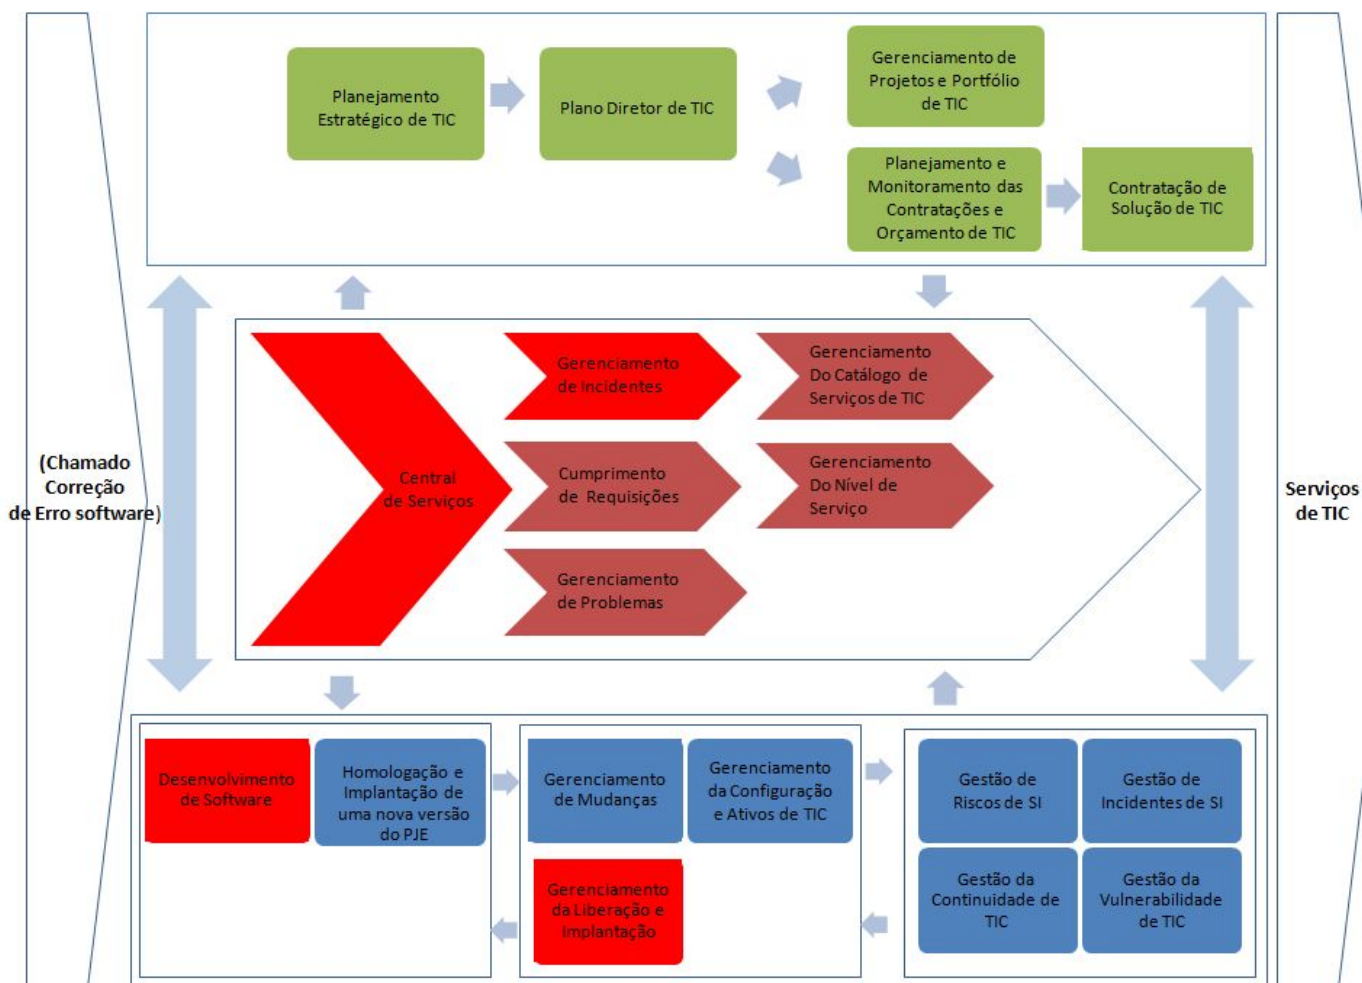 Planejamento
Estratégico de TIC
Plano Diretor de TIC
Gerenciamento de
Projetos e Portfólio
de TIC
Planejamento e
Monitoramento das
Contratações e
Orçamento de TIC
Contratação de
Solução de TIC
(Chamado
Correção
de Erro software)
Central
de Serviços
Gerenciamento
de Incidentes
Cumprimento
de Requisições
Gerenciamento
de Problemas
Gerenciamento
Do Catálogo de
Serviços de TIC
Gerenciamento
Do Nível de
Serviço
Serviços
de TIC
Desenvolvimento
de Software
Homologação e
Implantação de
uma nova versão
do PJE
Gerenciamento
de Mudanças
Gerenciamento
da Configuração
e Ativos de TIC
Gerenciamento
da Liberação e
Implantação
Gestão de
Riscos de SI
Gestão de
Incidentes de SI
Gestão da
Continuidade de
TIC
Gestão da
Vulnerabilidade
de TIC